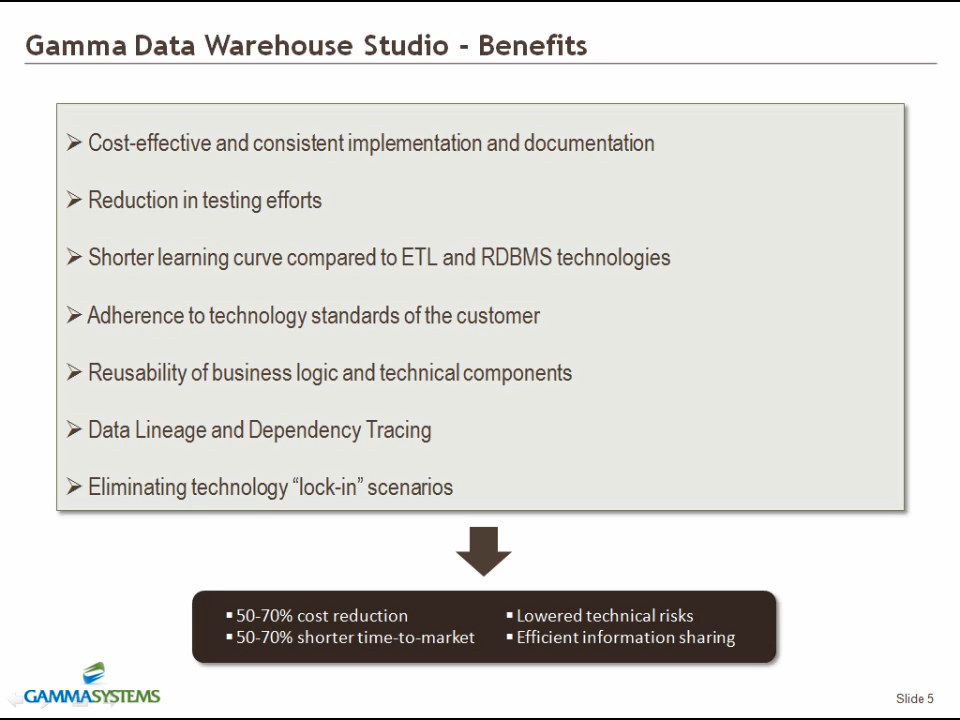 Gamma Data Warehouse Studio - Benefits
Cost-effective and consistent implementation and documentation
Reduction in testing efforts
Shorter learning curve compared to ETL and RDBMS technologies
Adherence to technology standards of the customer
Reusability of business logic and technical components
Data Lineage and Dependency Tracing
Eliminating technology “lock-in” scenarios
50-70% cost reduction
50-70% shorter time-to-market
Lowered technical risks
Efficient information sharing
GAMMASYSTEMS
Slide 5